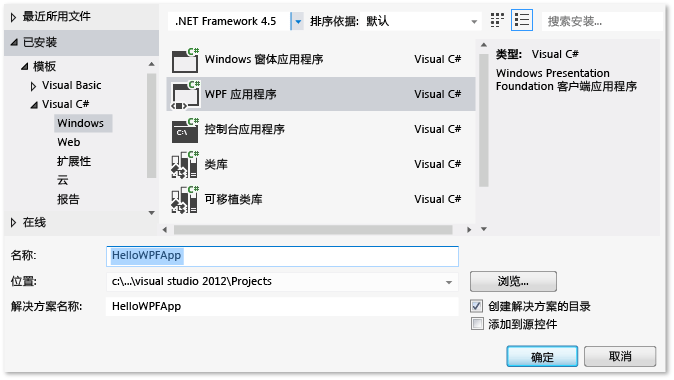 最近所用文件
.NET Framework 4.5 排序依据: 默认 搜索安装...
已安装
模板
Visual Basic
Visual C#
Windows
Web
扩展性
云
报告
在线
C# Windows 窗体应用程序 Visual C#
C# WPF 应用程序 Visual C#
C# C:\ 控制台应用程序 Visual C#
C# 类库 Visual C#
C# 可移植类库 Visual C#
类型: Visual C#
Windows Presentation
Foundation 客户端应用程序
名称: HelloWPFApp
位置: c:\...\visual studio 2012\Projects 浏览...
解决方案名称: HelloWPFApp
创建解决方案的目录
添加到源控件
确定 取消